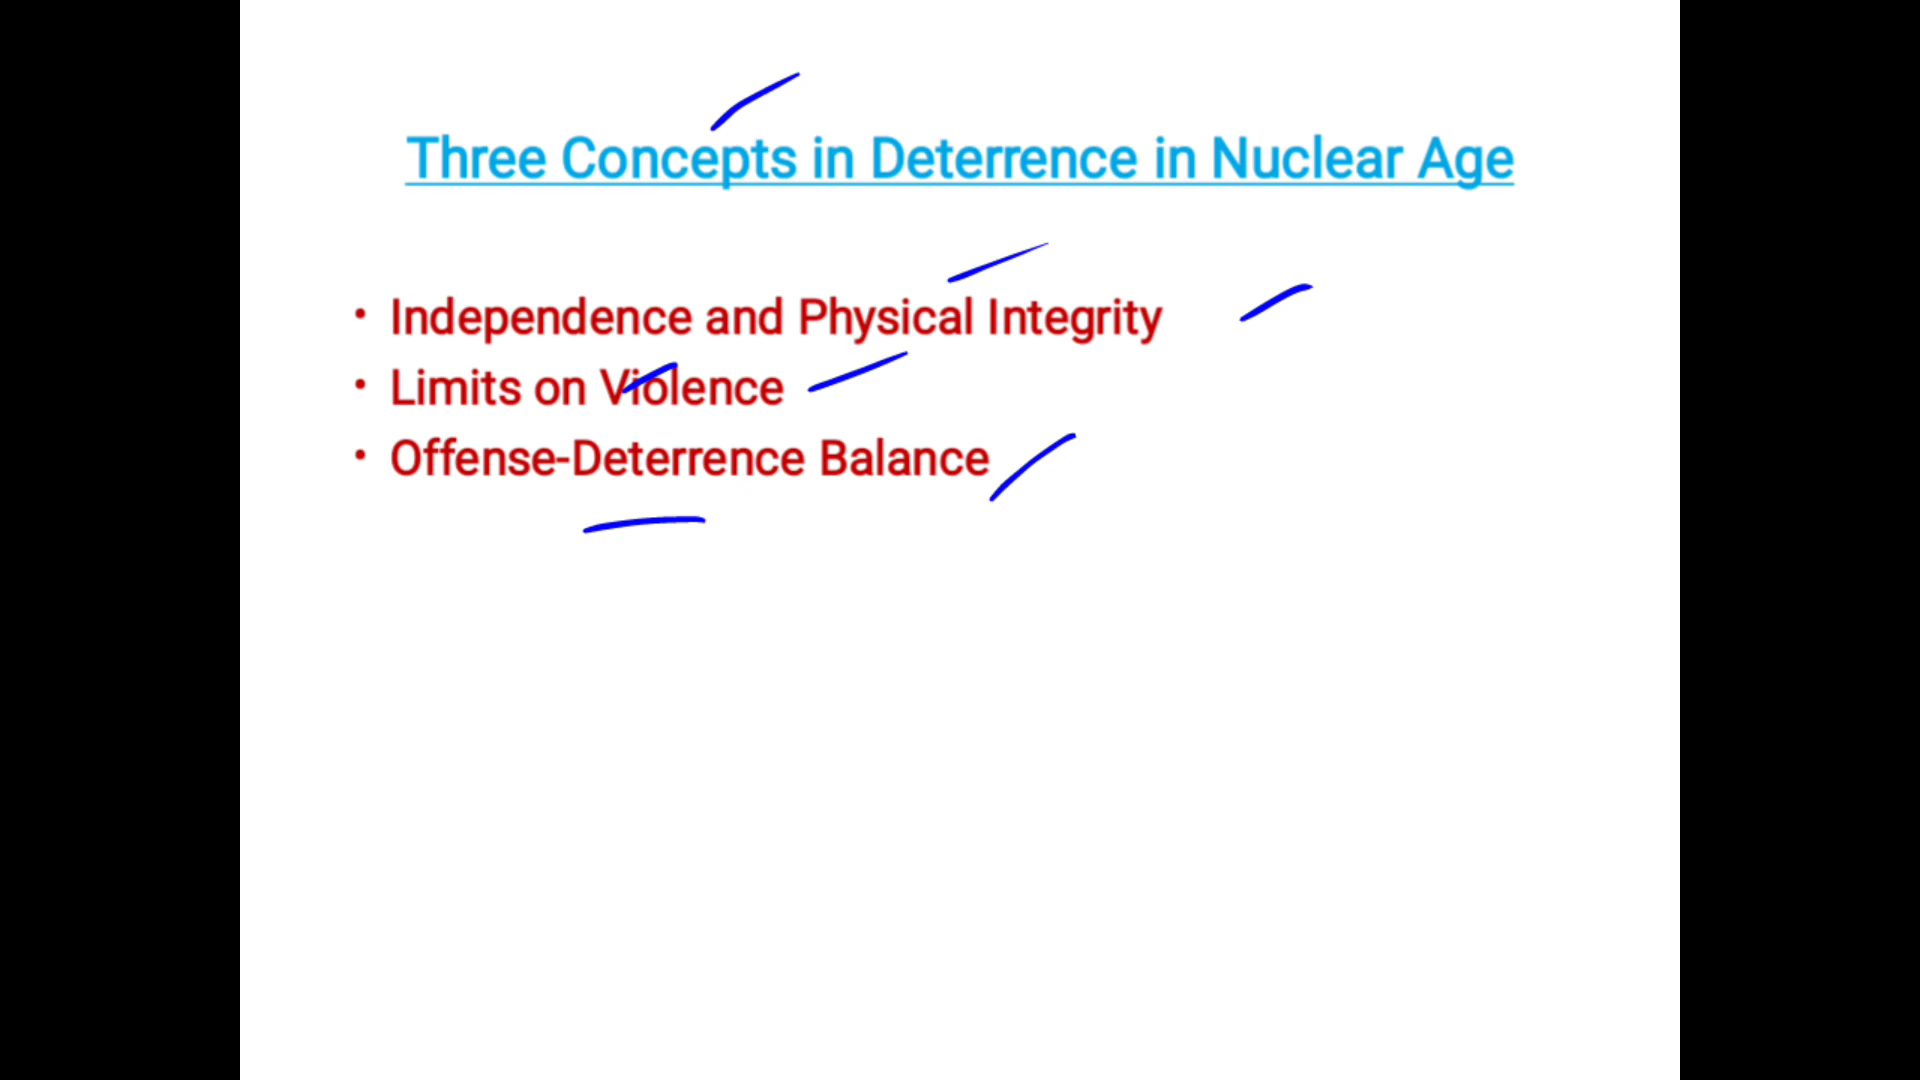 Three Concepts in Deterrence in Nuclear Age
• Independence and Physical Integrity
• Limits on Violence
• Offense-Deterrence Balance